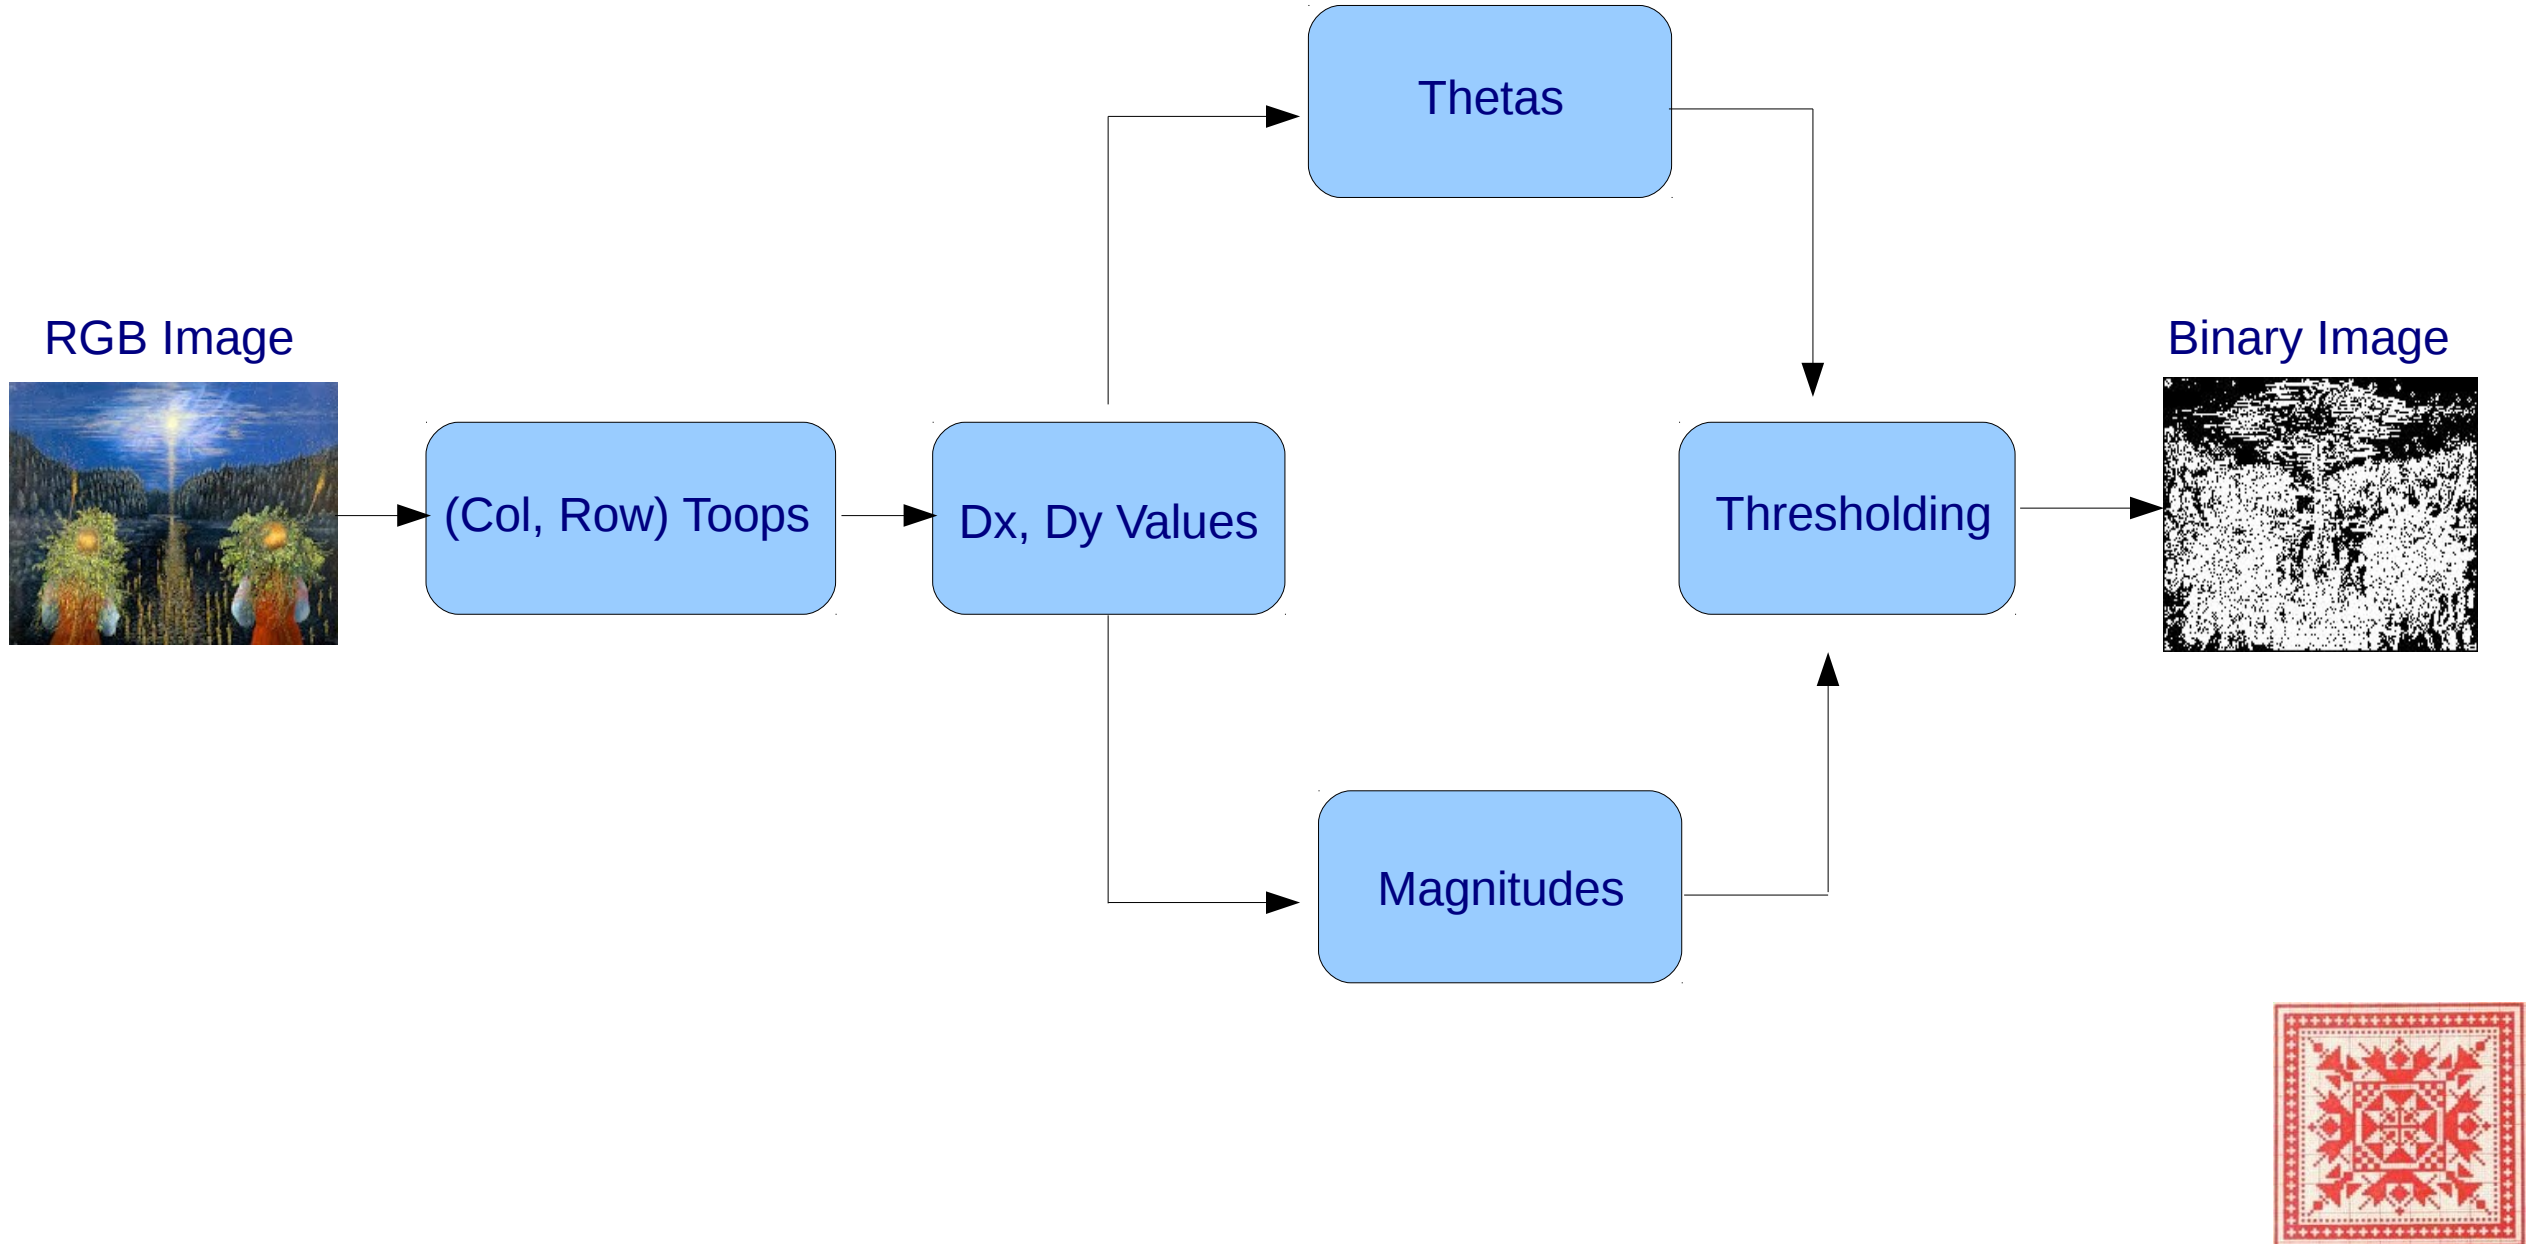 Thetas
RGB Image
Binary Image
(Col, Row) Toops
Dx, Dy Values
Thresholding
Magnitudes